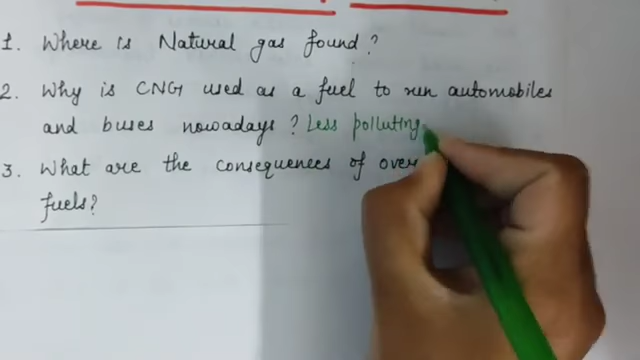 1. Where is Natural gas found?
2. Why is CNG used as a fuel to run automobiles
and buses nowadays? Less polluting
3. What are the consequences of over
fuels?